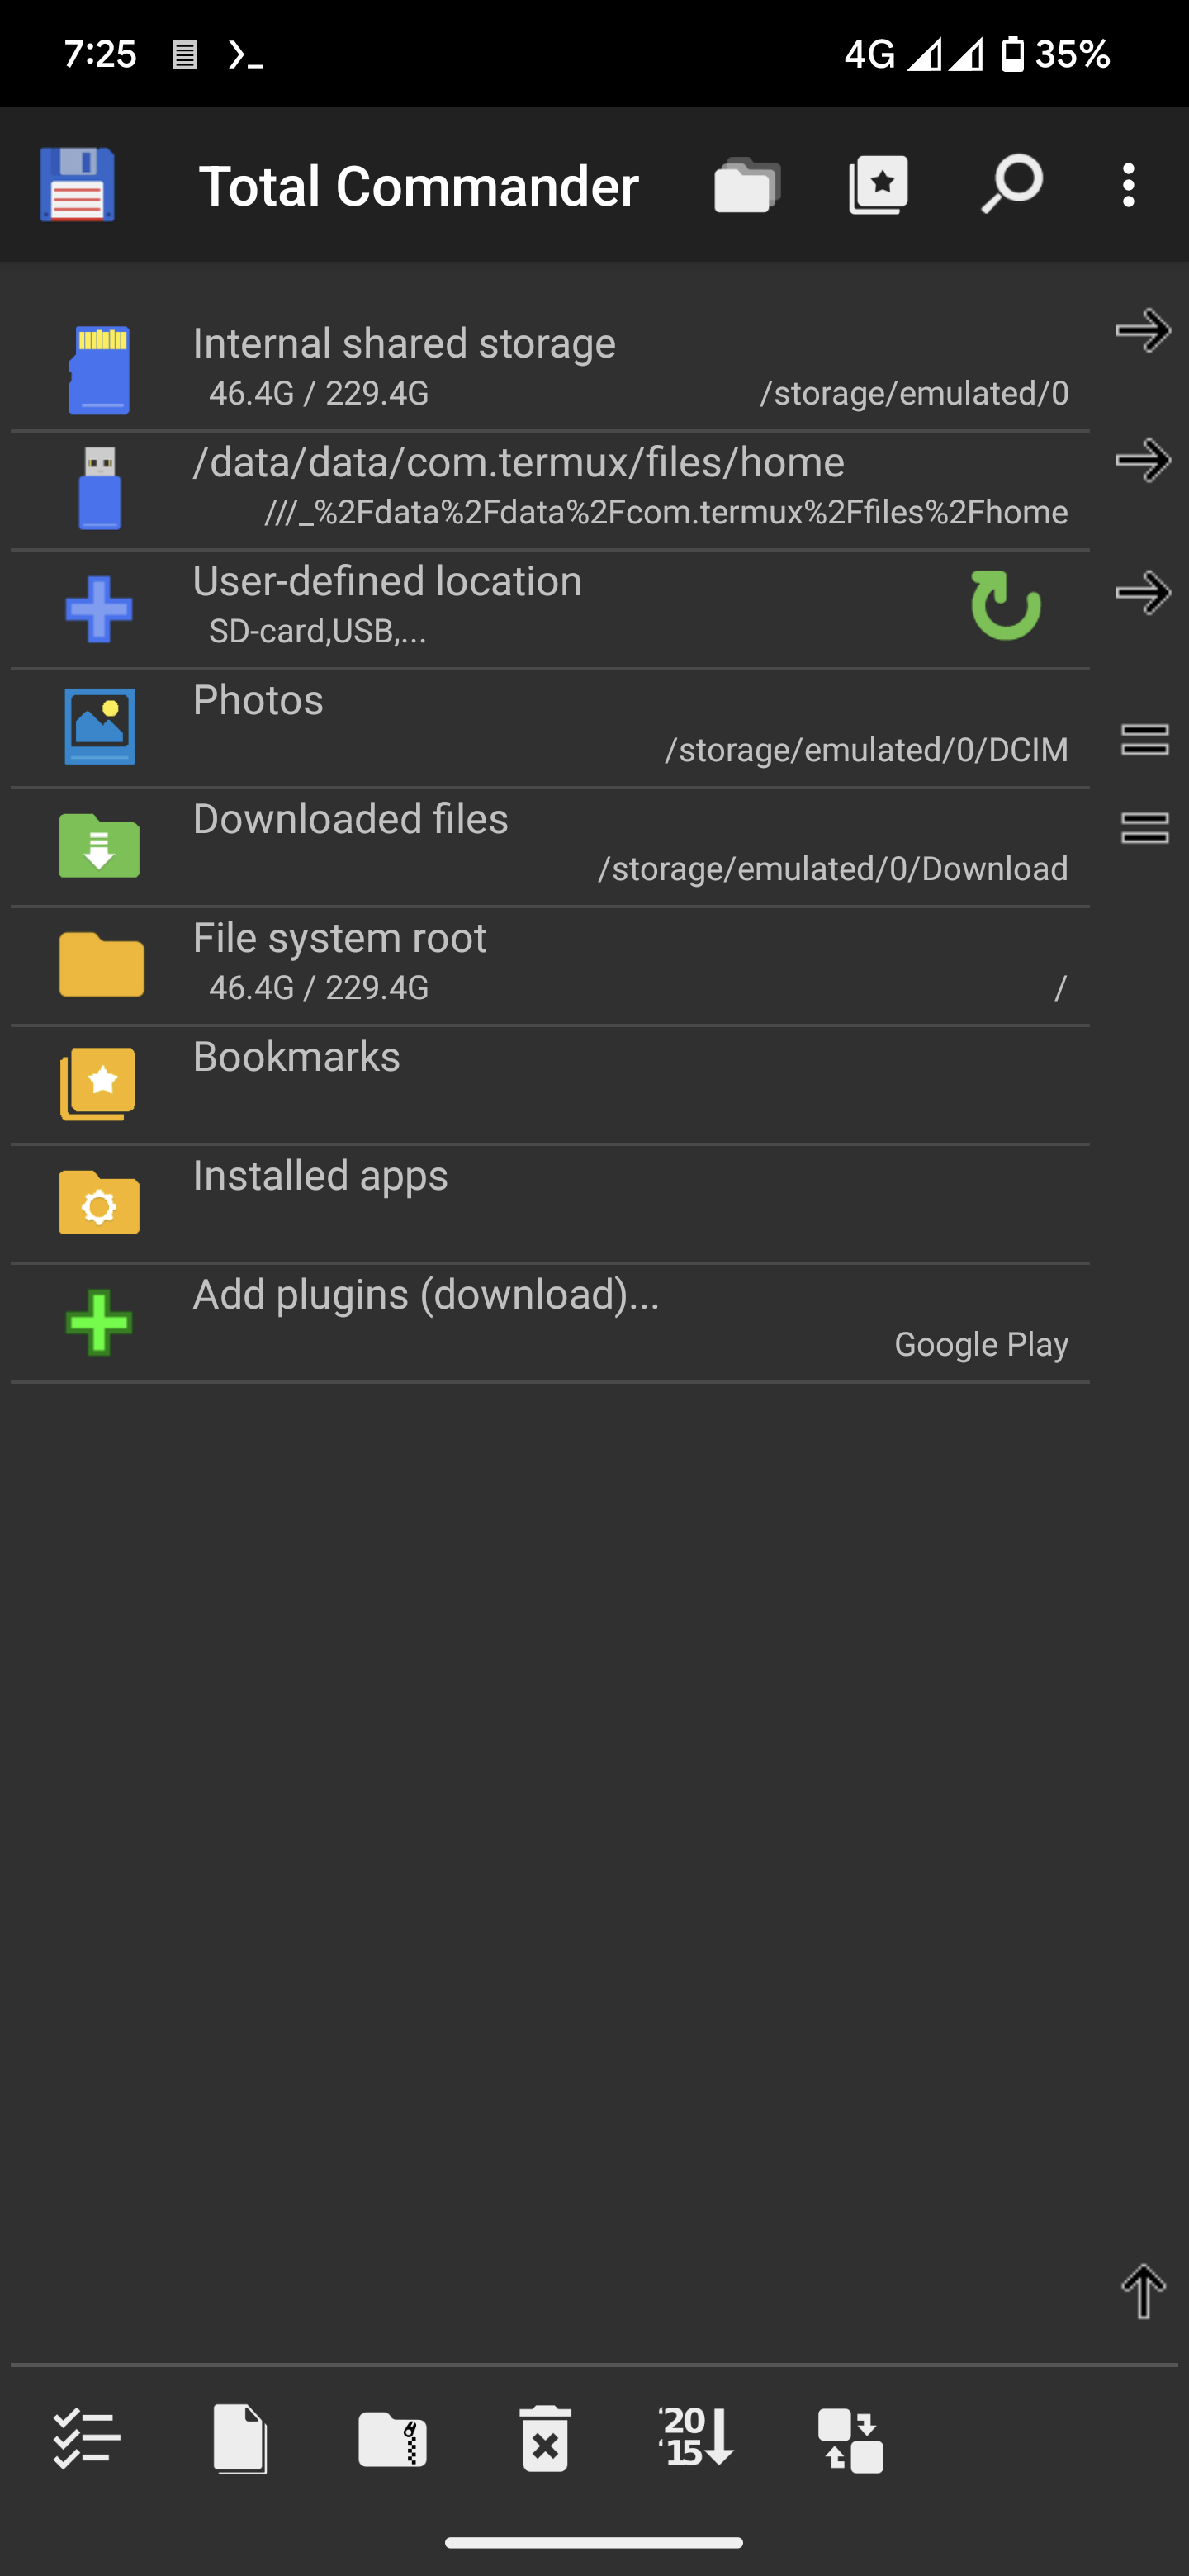 7:25 4G 35%
Total Commander
Internal shared storage
46.4G / 229.4G /storage/emulated/0
/data/data/com.termux/files/home
///_%2Fdata%2Fdata%2Fcom.termux%2Ffiles%2Fhome
User-defined location
SD-card,USB,...
Photos
/storage/emulated/0/DCIM
Downloaded files
/storage/emulated/0/Download
File system root
46.4G / 229.4G /
Bookmarks
Installed apps
Add plugins (download)...
Google Play
'20
'15